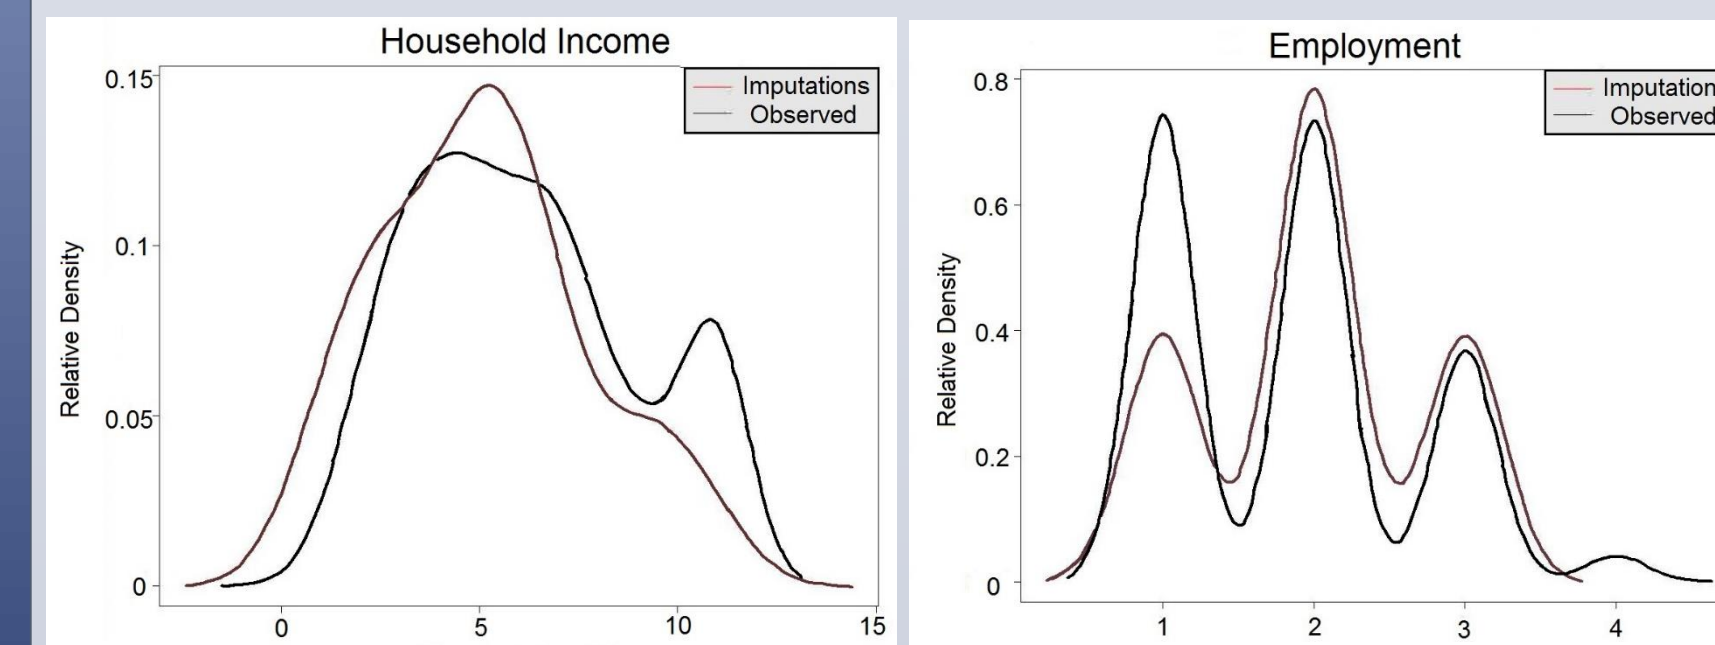 Household Income
0.15
0.1
0.05
0
Relative Density
Imputations
Observed
0 5 10 15
Employment
0.8
0.6
0.4
0.2
0
Relative Density
Imputation
Observed
1 2 3 4